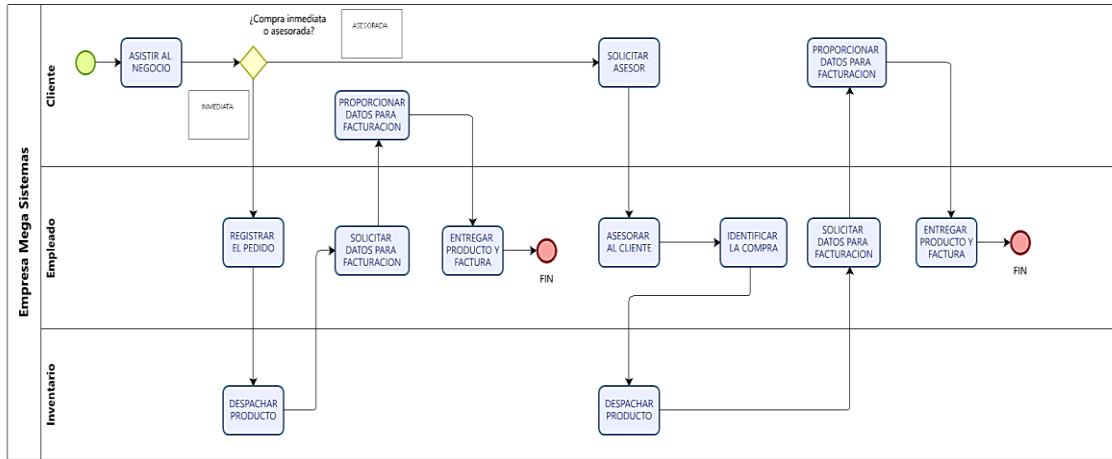 Empresa Mega Sistemas
Cliente
ASISTIR AL
NEGOCIO
¿Compra inmediata
o asesorada?
ASESORADA
INMEDIATA
PROPORCIONAR
DATOS PARA
FACTURACION
SOLICITAR
ASESOR
PROPORCIONAR
DATOS PARA
FACTURACION
Empleado
REGISTRAR
EL PEDIDO
SOLICITAR
DATOS PARA
FACTURACION
ENTREGAR
PRODUCTO Y
FACTURA
FIN
ASESORAR
AL CLIENTE
IDENTIFICAR
LA COMPRA
SOLICITAR
DATOS PARA
FACTURACION
ENTREGAR
PRODUCTO Y
FACTURA
FIN
Inventario
DESPACHAR
PRODUCTO
DESPACHAR
PRODUCTO